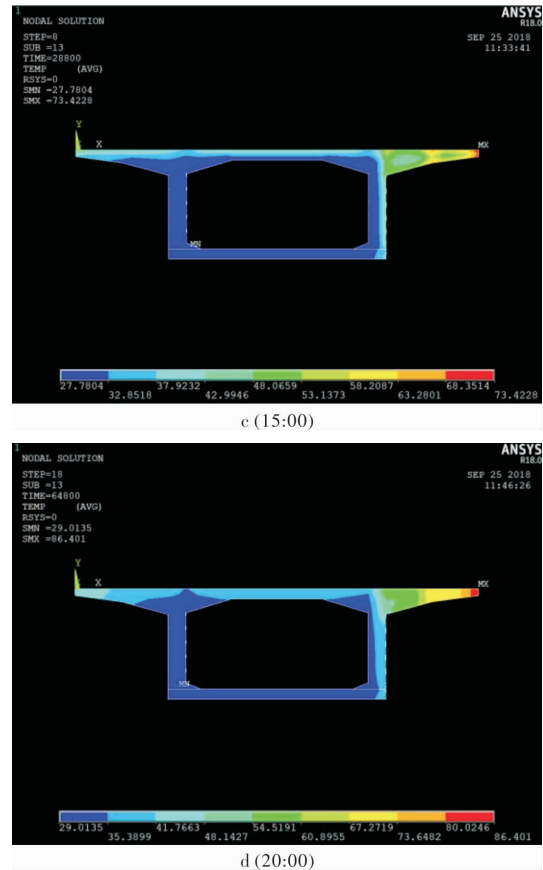 1
NODAL SOLUTION
STEP=8
SUB =13
TIME=28800
TEMP (AVG)
RSYS=0
SMN =27.7804
SMX =73.4228
ANSYS
R18.0
SEP 25 2018
11:33:41
Y
X
MX
MN
27.7804 37.9232 48.0659 58.2087 68.3514
32.8518 42.9946 53.1373 63.2801 73.4228
c (15:00)
1
NODAL SOLUTION
STEP=18
SUB =13
TIME=64800
TEMP (AVG)
RSYS=0
SMN =29.0135
SMX =86.401
ANSYS
R18.0
SEP 25 2018
11:46:26
Y
X
MX
MN
29.0135 41.7663 54.5191 67.2719 80.0246
35.3899 48.1427 60.8955 73.6482 86.401
d (20:00)